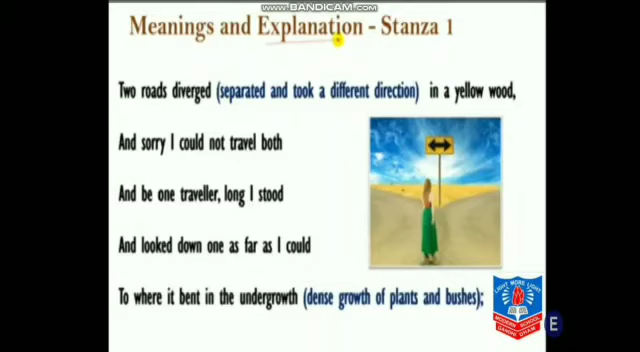 www.BANDICAM.com
Meanings and Explanation - Stanza 1
Two roads diverged (separated and took a different direction) in a yellow wood,
And sorry I could not travel both
And be one traveller, long I stood
And looked down one as far as I could
To where it bent in the undergrowth (dense growth of plants and bushes);
LIGHT MORE LIGHT
MODERN SCHOOL
GANDHI DHAM
E